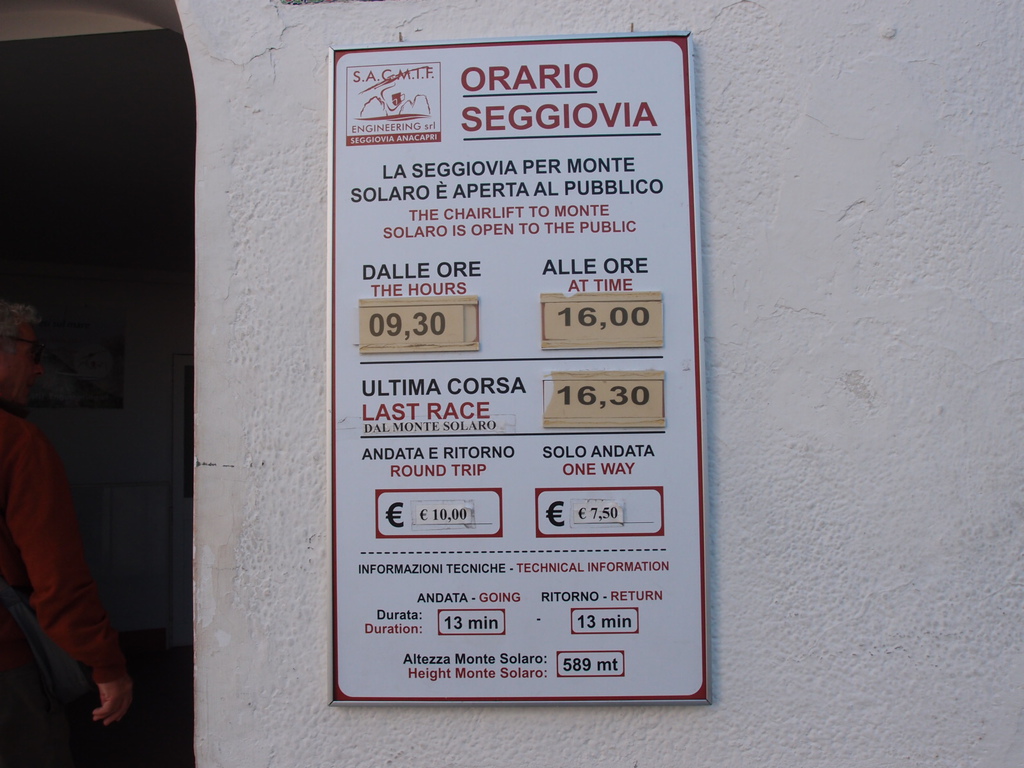 S.A.C.M.I.F.
ENGINEERING srl
SEGGIOVIA ANACAPRI
ORARIO
SEGGIOVIA
LA SEGGIOVIA PER MONTE
SOLARO È APERTA AL PUBBLICO
THE CHAIRLIFT TO MONTE
SOLARO IS OPEN TO THE PUBLIC
DALLE ORE ALLE ORE
THE HOURS AT TIME
09,30 16,00
ULTIMA CORSA 16,30
LAST RACE
DAL MONTE SOLARO
ANDATA E RITORNO SOLO ANDATA
ROUND TRIP ONE WAY
€ € 10,00 € € 7,50
INFORMAZIONI TECNICHE - TECHNICAL INFORMATION
ANDATA - GOING RITORNO - RETURN
Durata:
Duration: 13 min - 13 min
Altezza Monte Solaro:
Height Monte Solaro: 589 mt